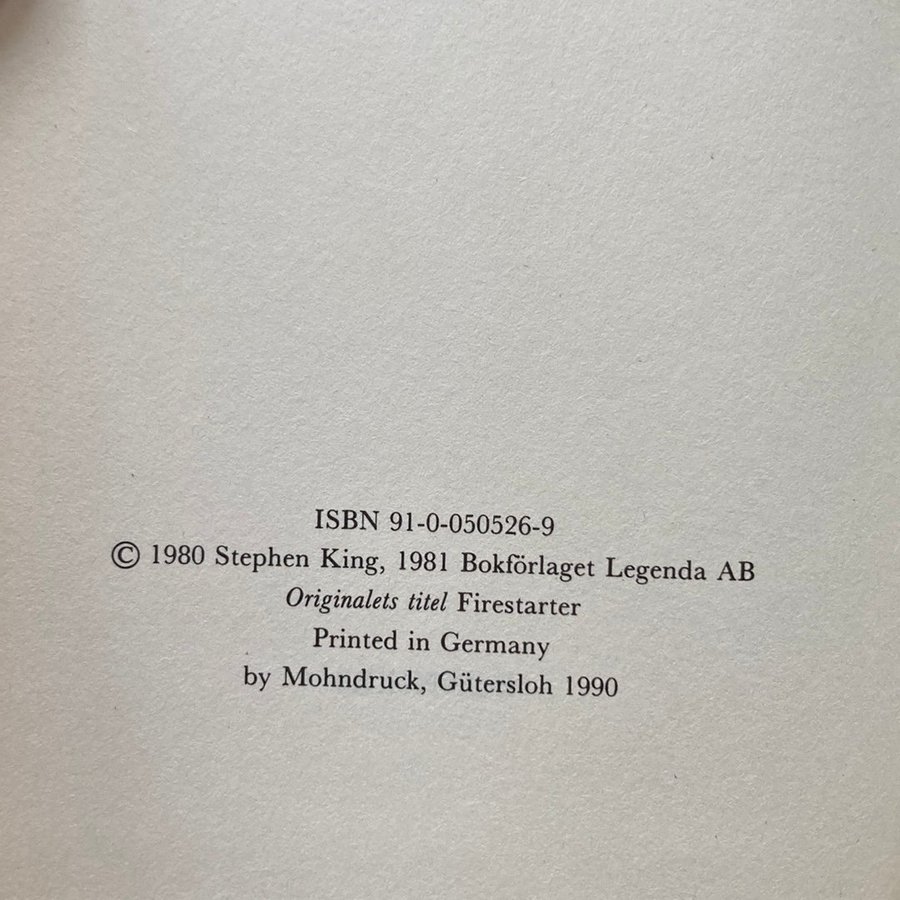 ISBN 91-0-050526-9
© 1980 Stephen King, 1981 Bokförlaget Legenda AB
Originalets titel Firestarter
Printed in Germany
by Mohndruck, Gütersloh 1990